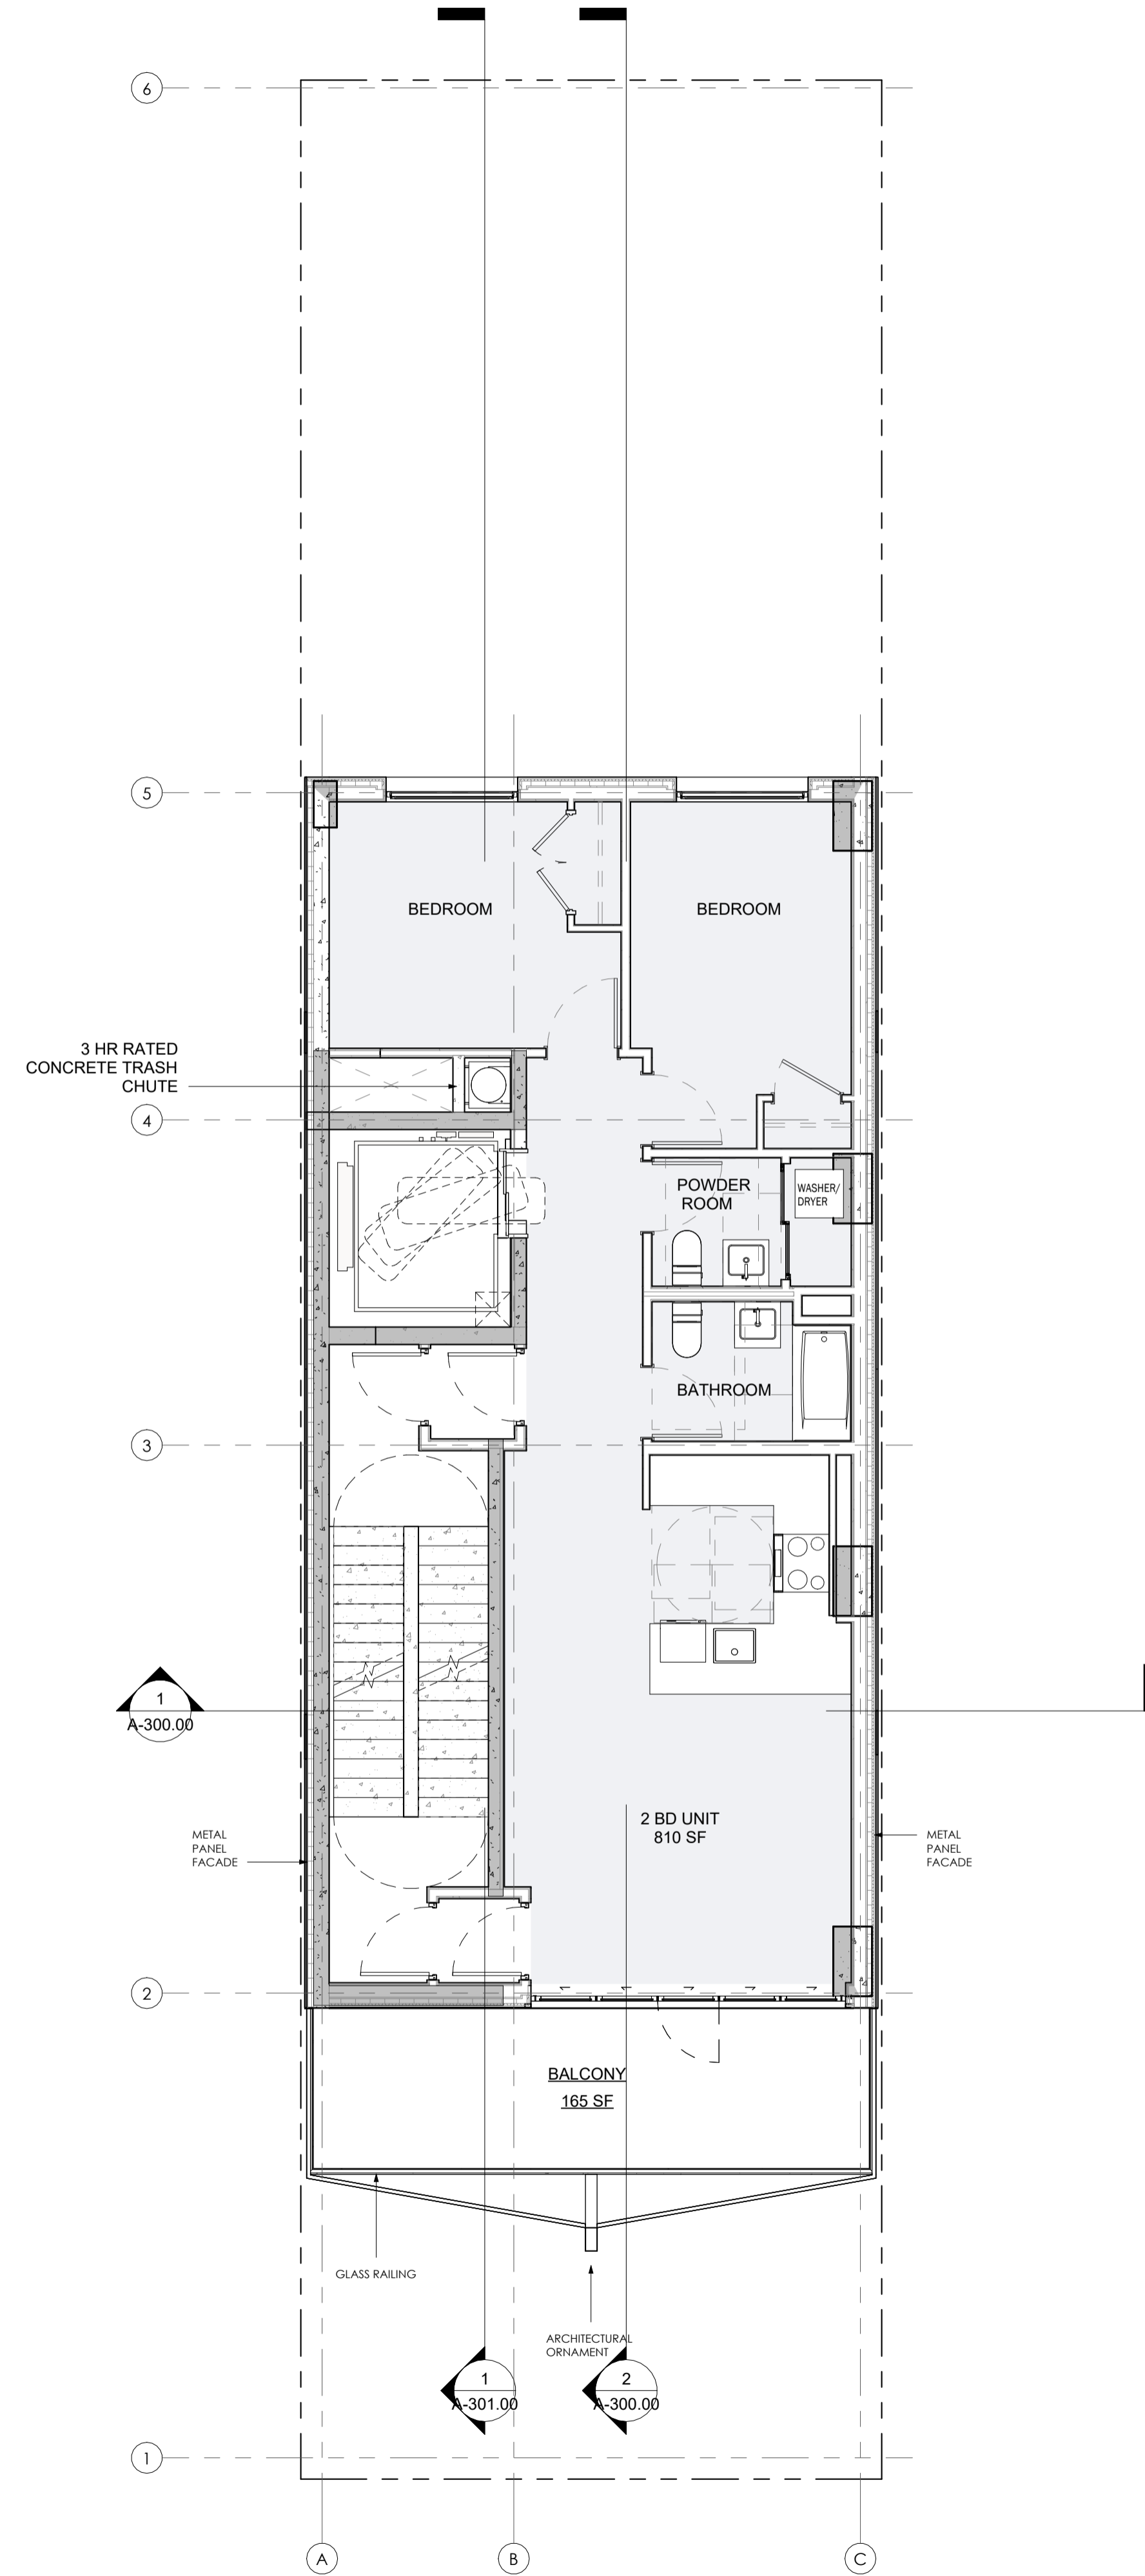 6
5
BEDROOM
BEDROOM
3 HR RATED
CONCRETE TRASH
CHUTE
4
POWDER
ROOM
WASHER/
DRYER
BATHROOM
3
1
A-300.00
2 BD UNIT
810 SF
METAL
PANEL
FACADE
METAL
PANEL
FACADE
2
BALCONY
165 SF
GLASS RAILING
ARCHITECTURAL
ORNAMENT
1
A-301.00
2
A-300.00
1
A
B
C